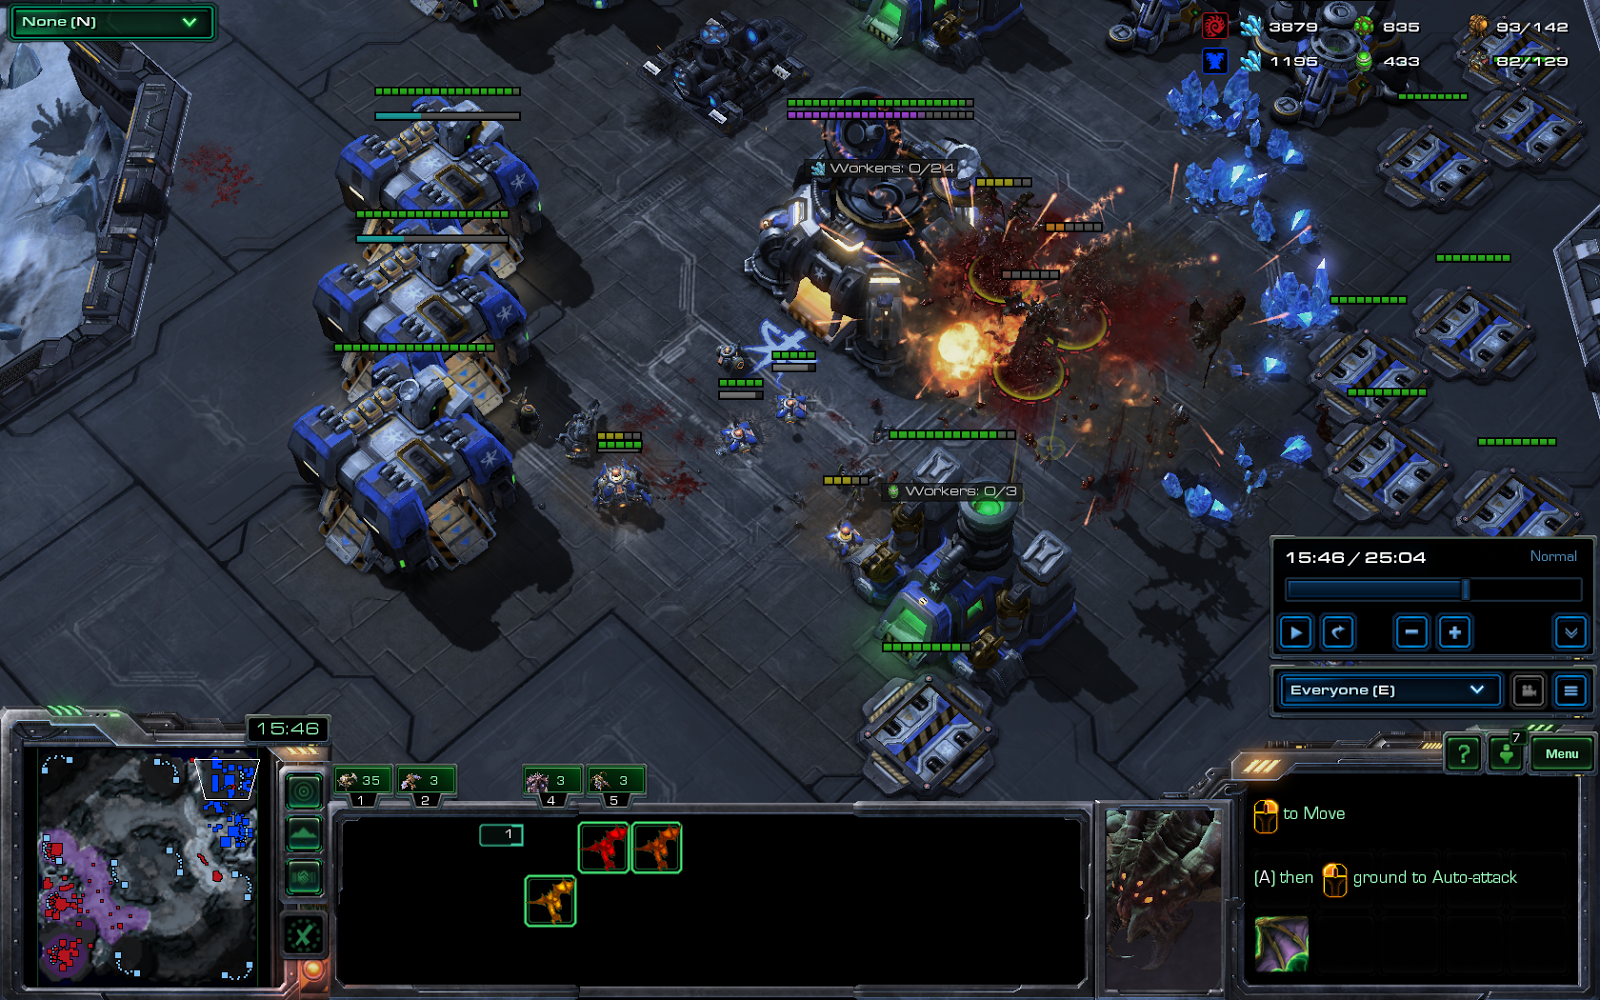 None (N)
3879 835 93/142
1195 433 82/129
Workers: 0/24
Workers: 0/3
15:46 / 25:04 Normal
Everyone (E)
15:46
35 3 3 3
1 2 4 5
1
? 7 Menu
to Move
(A) then ground to Auto-attack